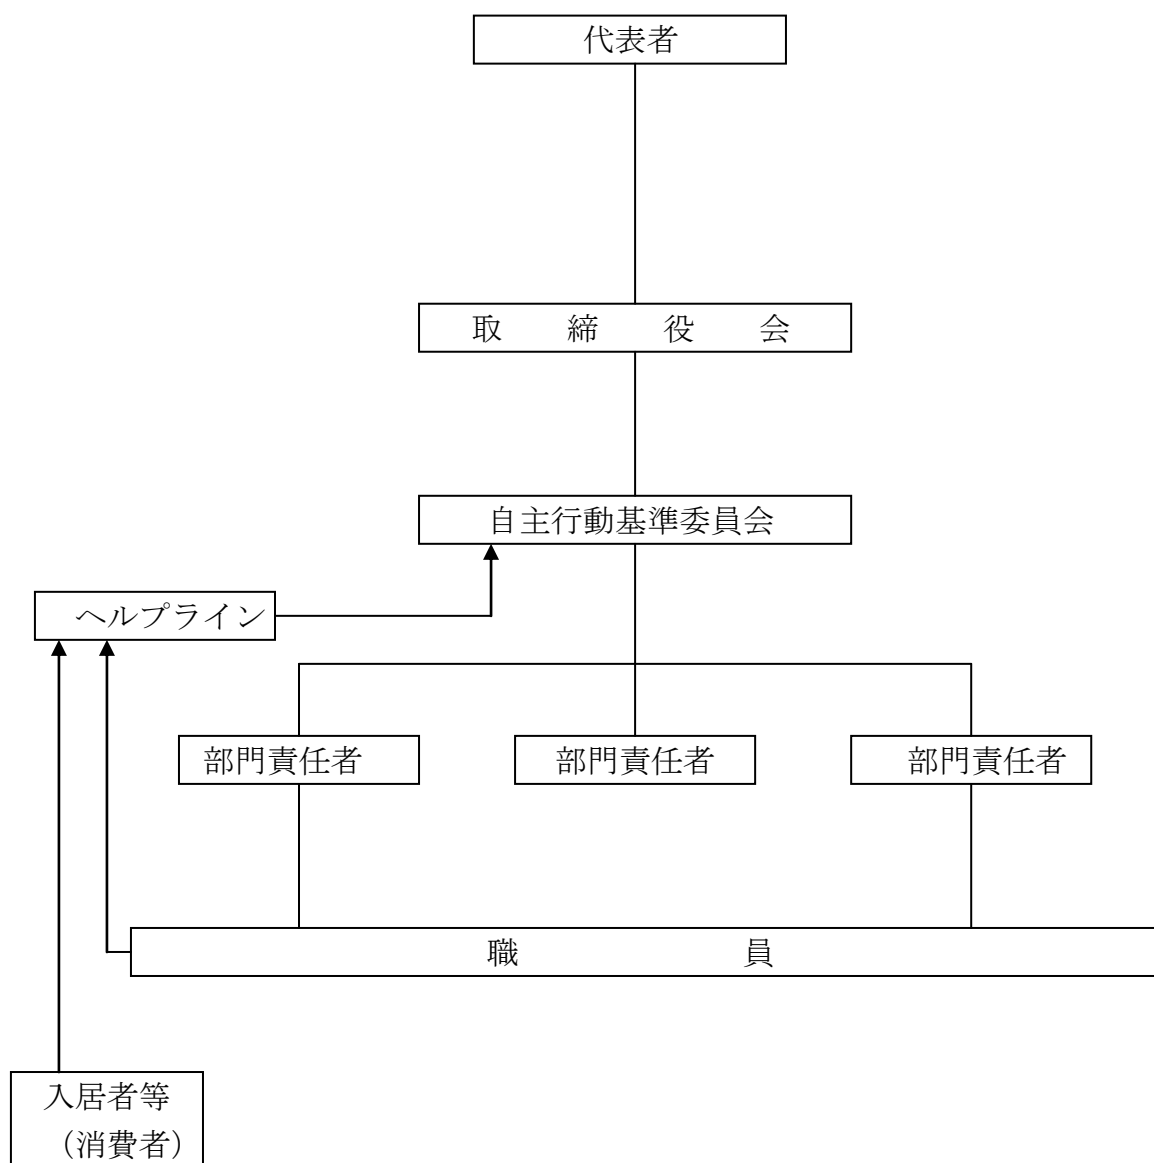 代表者
取締役会
自主行動基準委員会
ヘルプライン
部門責任者
部門責任者
部門責任者
職員
入居者等
（消費者）